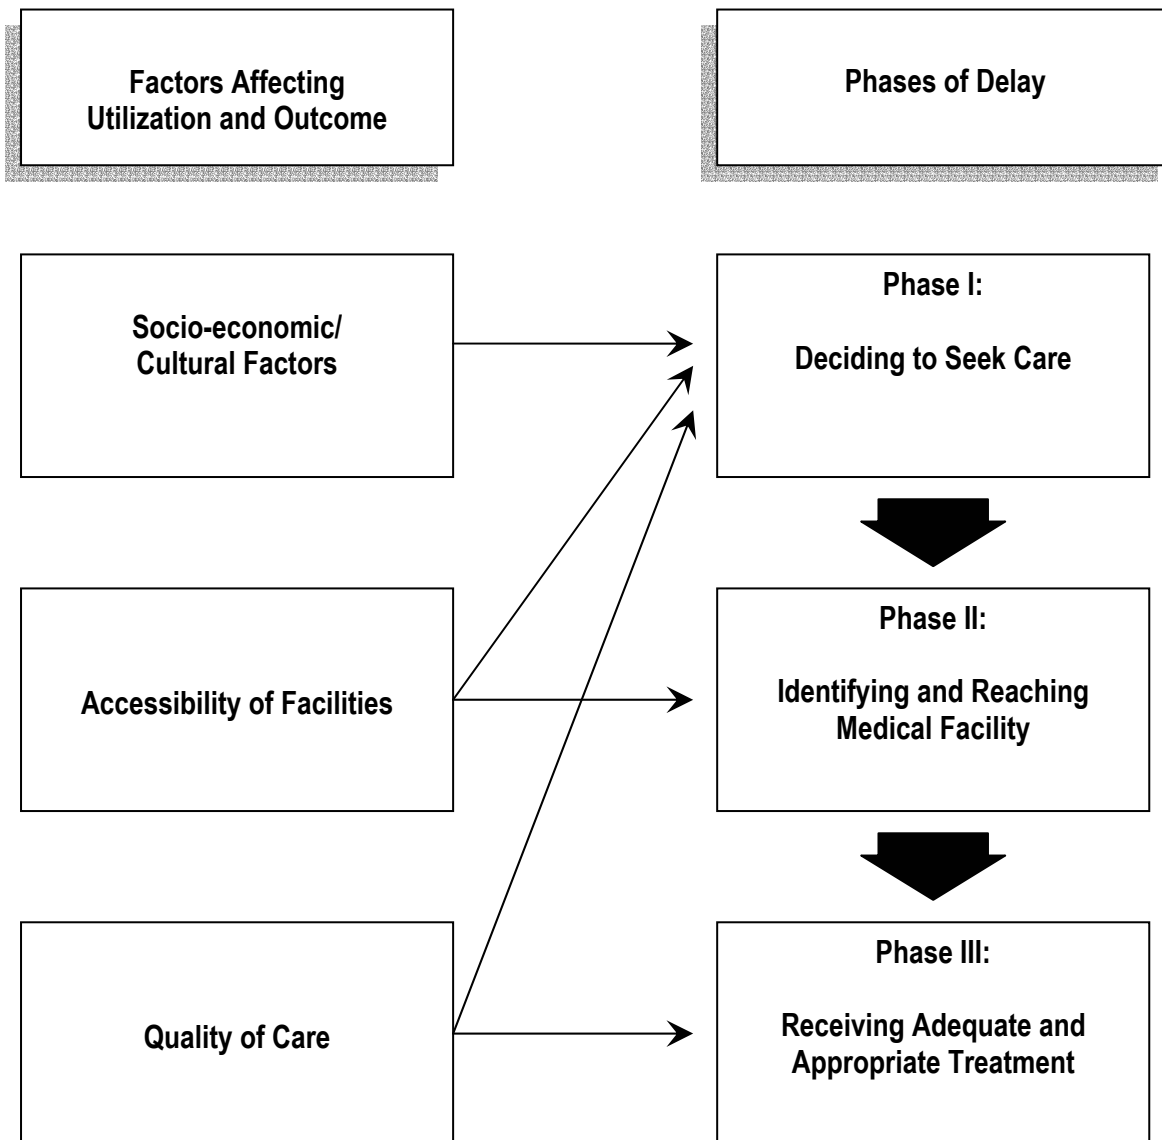 Factors Affecting
Utilization and Outcome
Phases of Delay
Socio-economic/
Cultural Factors
Phase I:
Deciding to Seek Care
Accessibility of Facilities
Phase II:
Identifying and Reaching
Medical Facility
Quality of Care
Phase III:
Receiving Adequate and
Appropriate Treatment